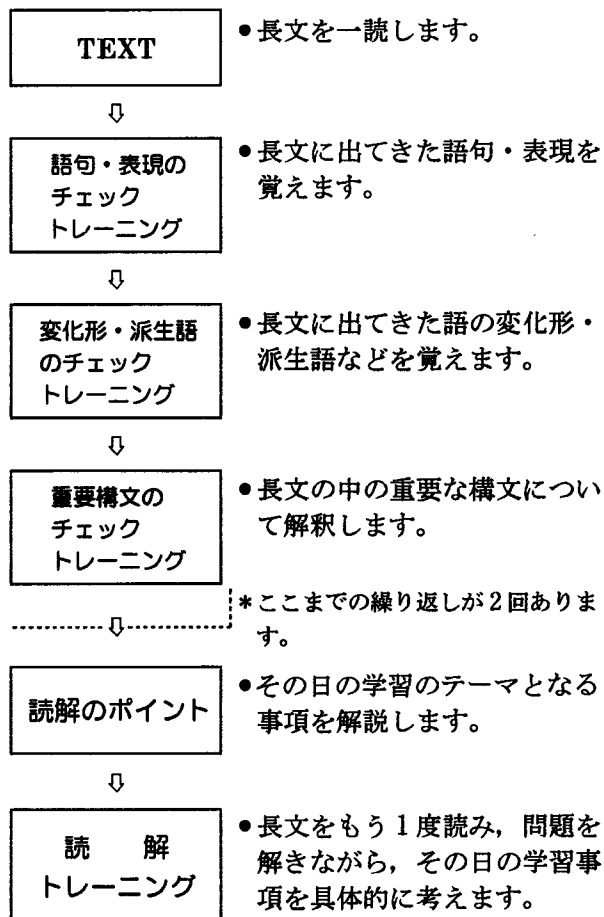 TEXT
●長文を一読します。
⇩
語句・表現の
チェック
トレーニング
●長文に出てきた語句・表現を
覚えます。
⇩
変化形・派生語
のチェック
トレーニング
●長文に出てきた語の変化形・
派生語などを覚えます。
⇩
重要構文の
チェック
トレーニング
●長文の中の重要な構文につい
て解釈します。
⇩
*ここまでの繰り返しが2回ありま
す。
読解のポイント
●その日の学習のテーマとなる
事項を解説します。
⇩
読 解
トレーニング
●長文をもう1度読み,問題を
解きながら,その日の学習事
項を具体的に考えます。